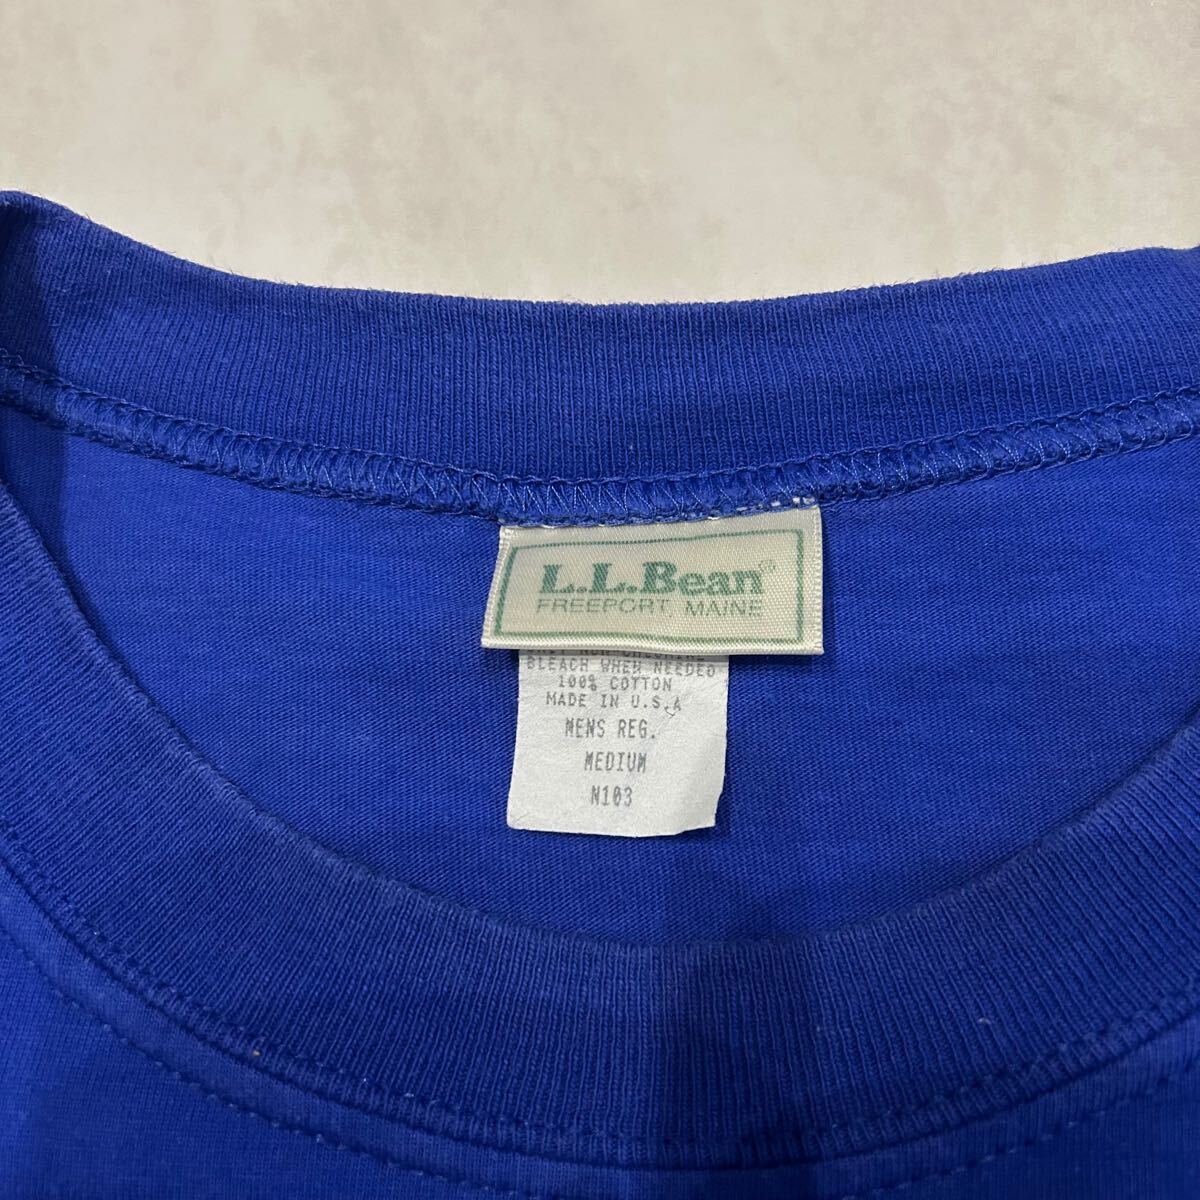 L.L.Bean®
FREEPORT, MAINE
BLEACH WHEN NEEDED
100% COTTON
MADE IN U.S.A
MENS REG.
MEDIUM
N103